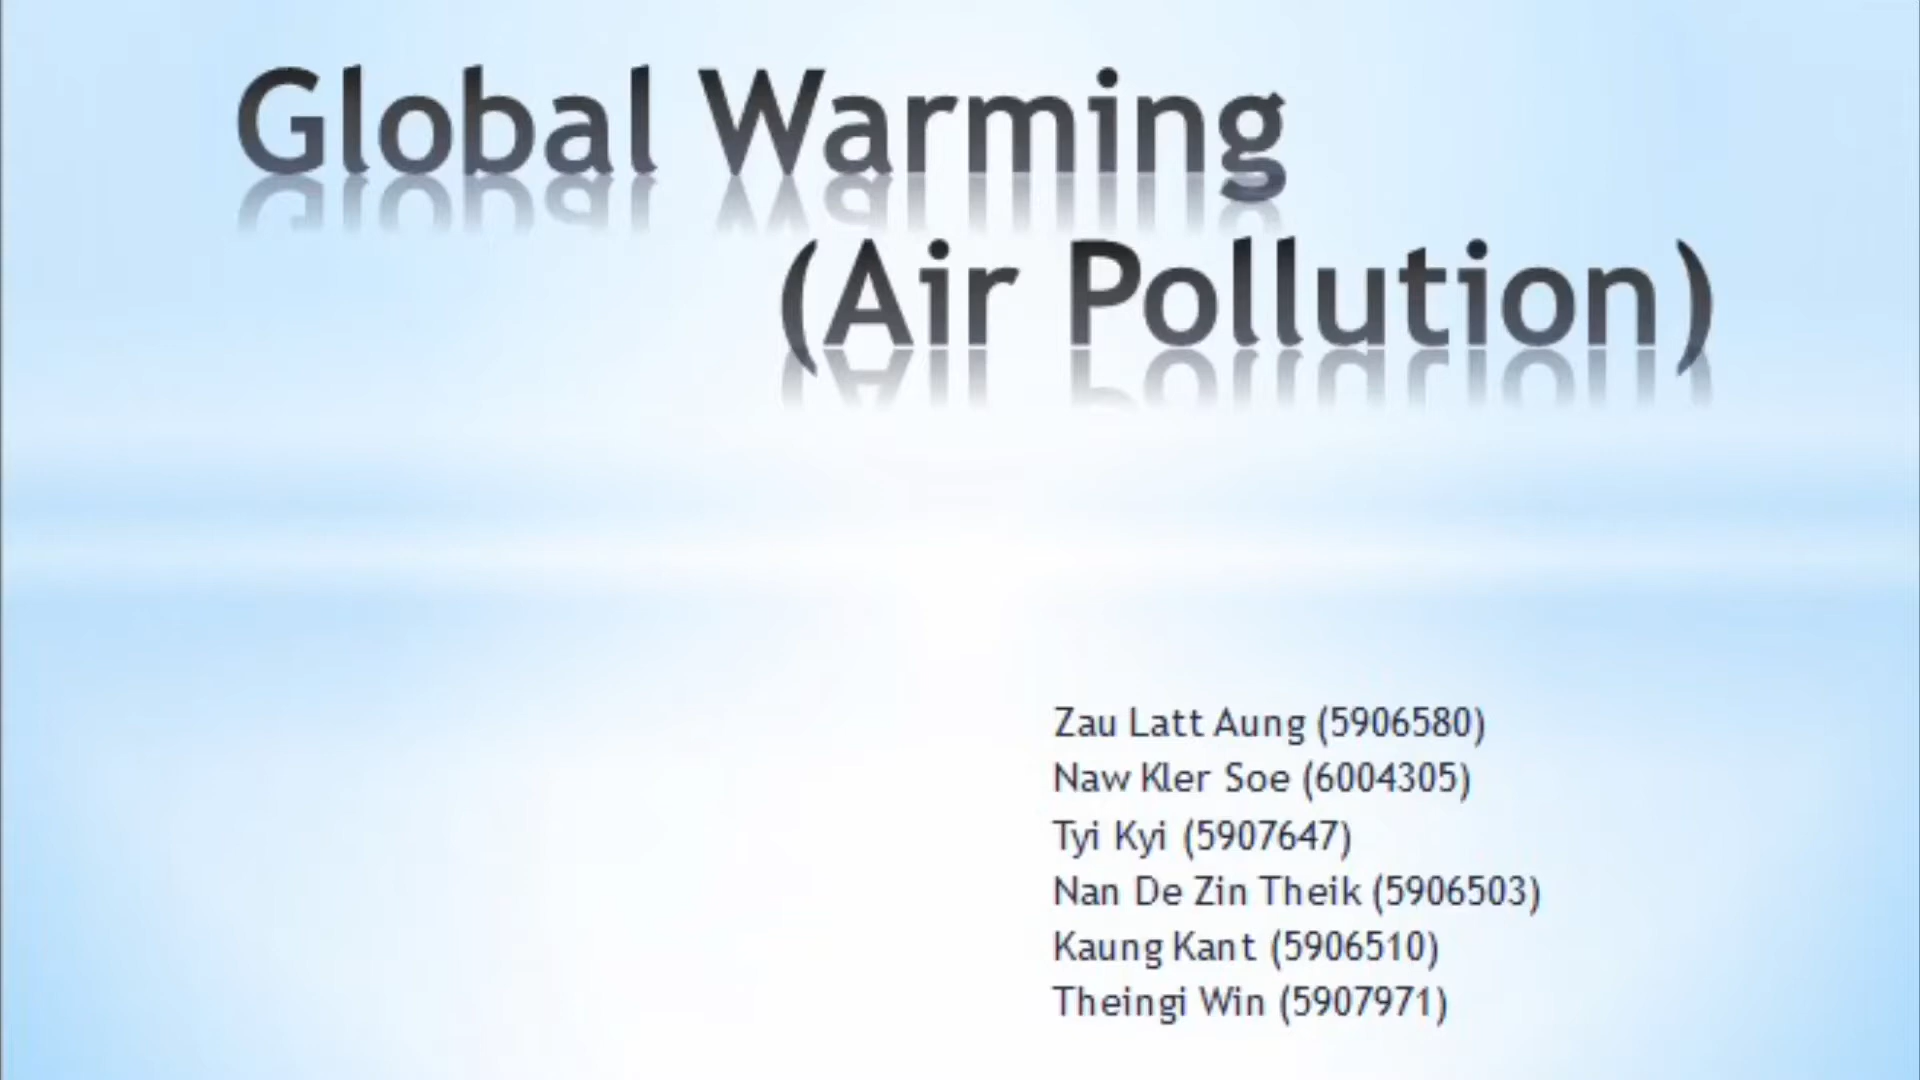 Global Warming
(Air Pollution)
Zau Latt Aung (5906580)
Naw Kler Soe (6004305)
Tyi Kyi (5907647)
Nan De Zin Theik (5906503)
Kaung Kant (5906510)
Theingi Win (5907971)